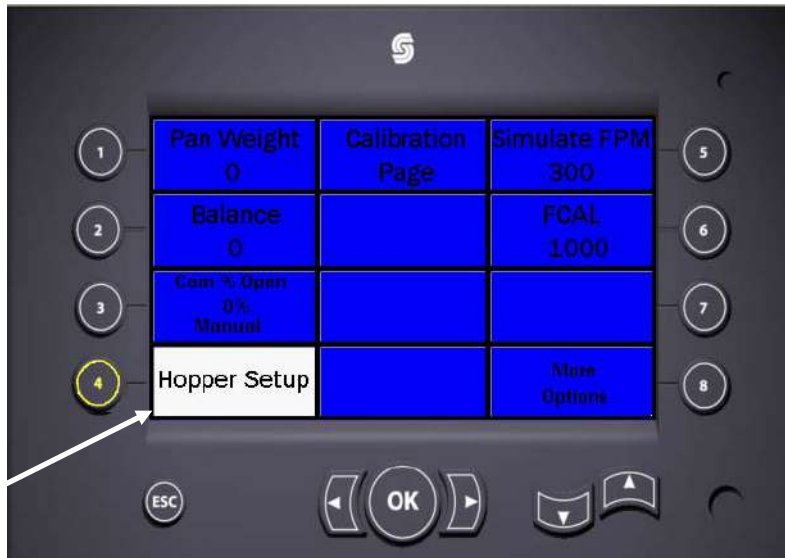 1
Pan Weight
0
Calibration
Page
Simulate FPM
300
5
2
Balance
0
FCAL
1000
6
3
Com % Open
0%
Manual
7
4
Hopper Setup
More
Options
8
ESC
OK